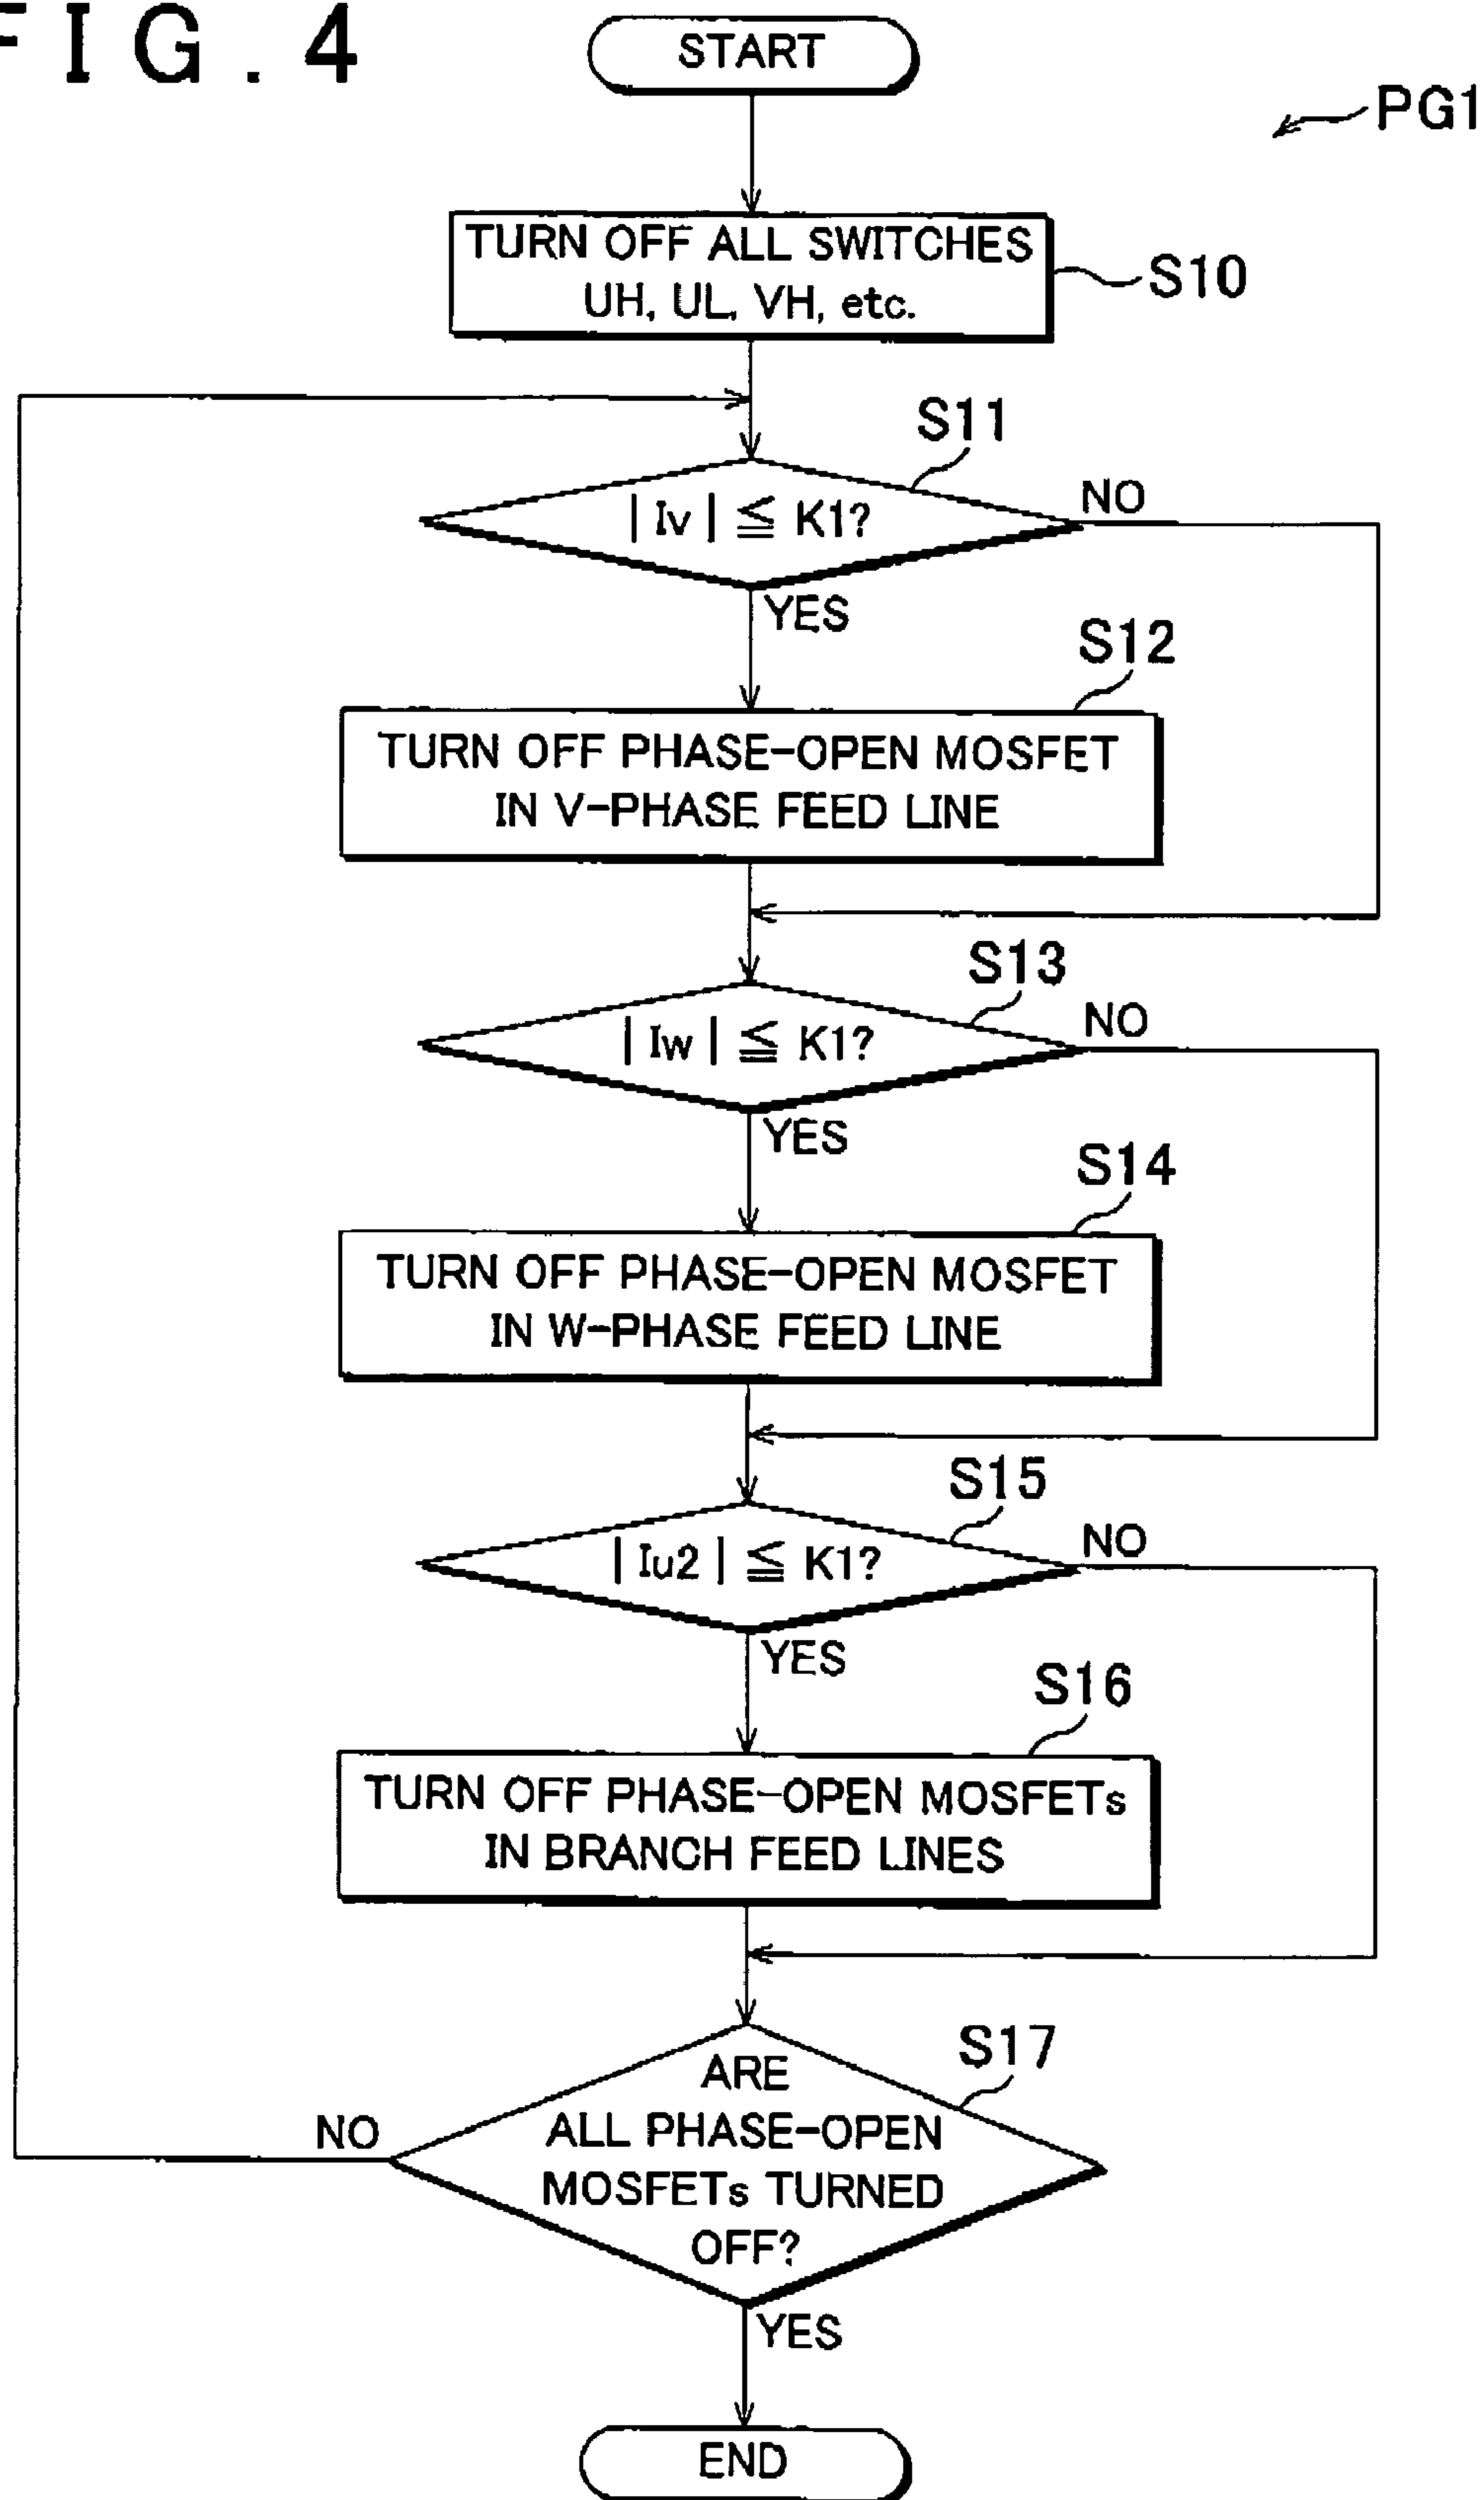 FIG.4
START
PG1
TURN OFF ALL SWITCHES
UH, UL, VH, etc.
S10
S11
|Iv| ≦ K1?
NO
YES
S12
TURN OFF PHASE-OPEN MOSFET
IN V-PHASE FEED LINE
S13
|Iw| ≦ K1?
NO
YES
S14
TURN OFF PHASE-OPEN MOSFET
IN W-PHASE FEED LINE
S15
|Iu2| ≦ K1?
NO
YES
S16
TURN OFF PHASE-OPEN MOSFETs
IN BRANCH FEED LINES
S17
ARE
ALL PHASE-OPEN
MOSFETs TURNED
OFF?
NO
YES
END